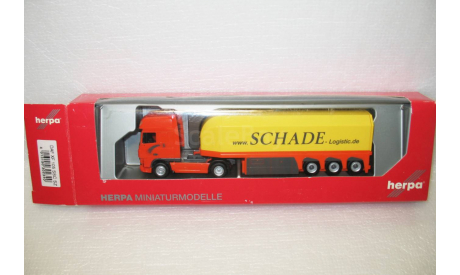 herpa
SCHADE
www. - Logistic.de
herpa
HERPA MINIATURMODELLE